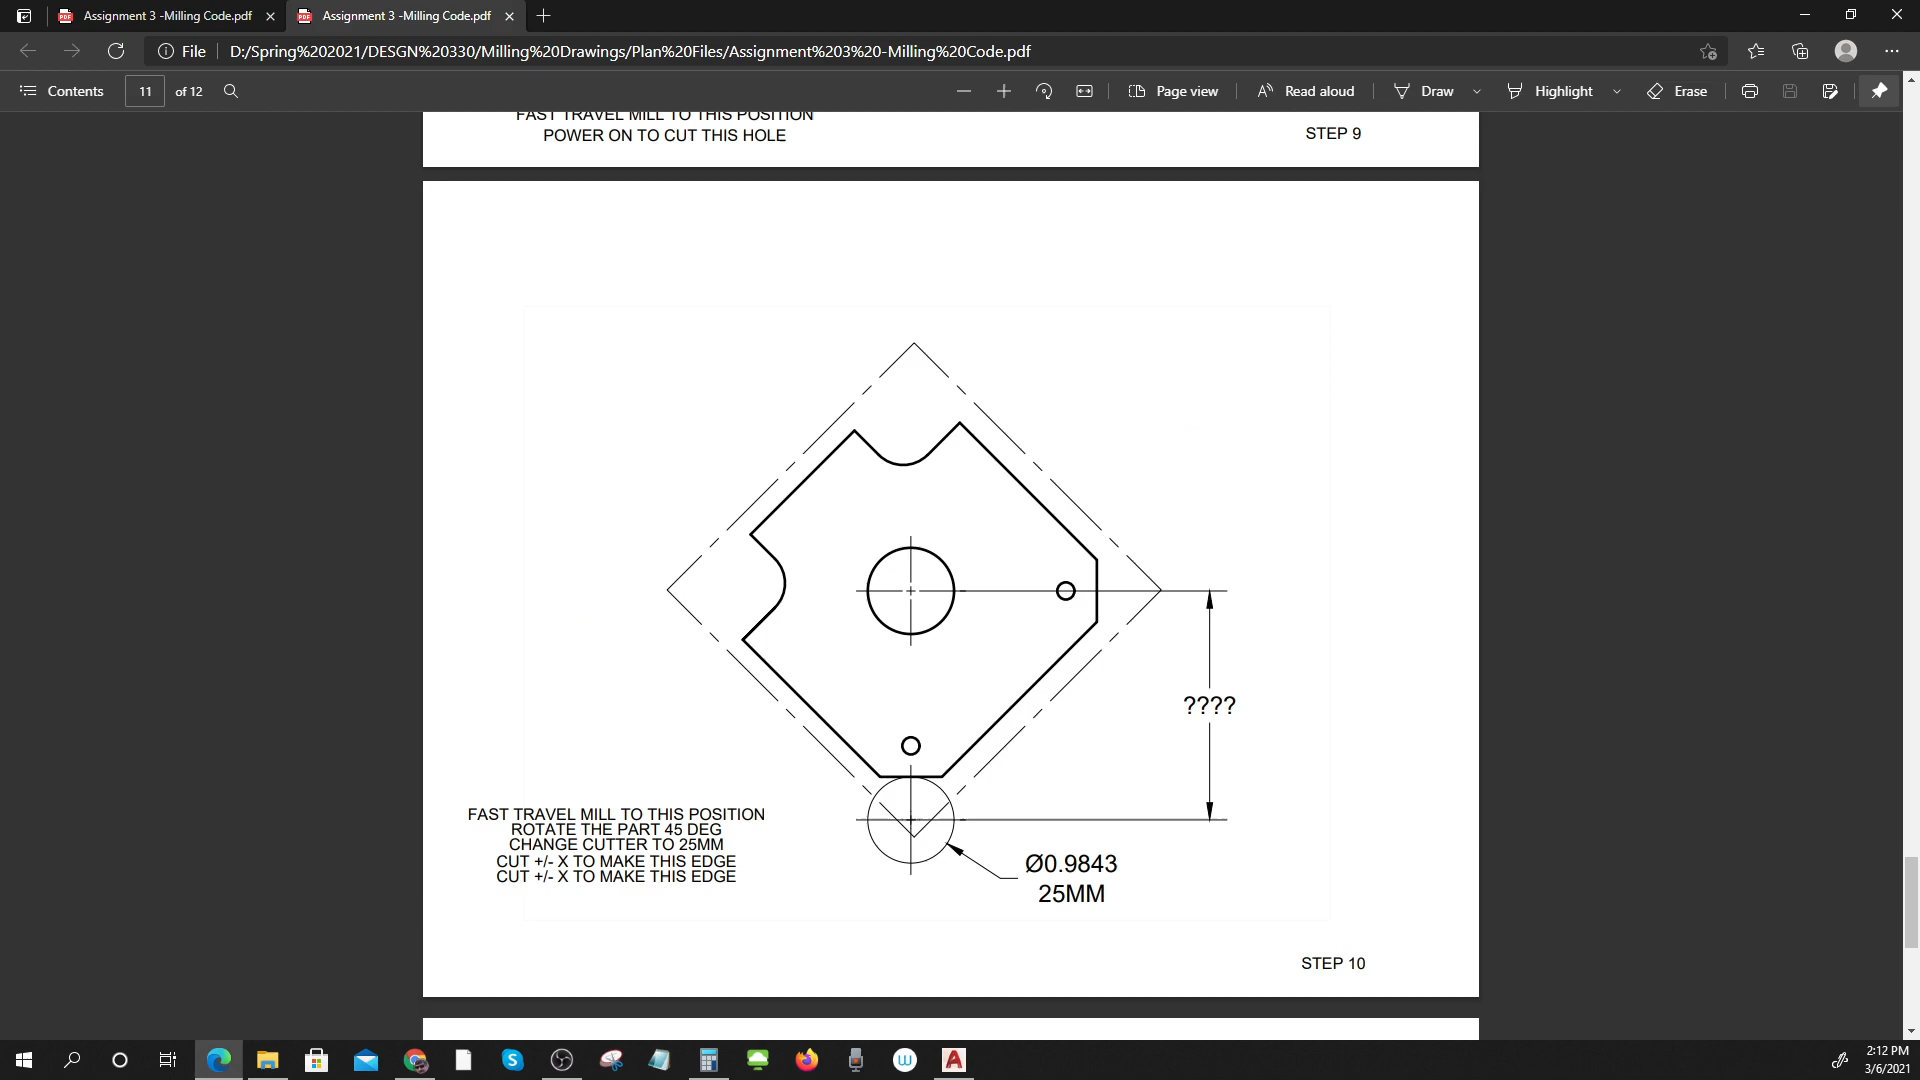 Assignment 3 -Milling Code.pdf
Assignment 3 -Milling Code.pdf
File
D:/Spring%202021/DESGN%20330/Milling%20Drawings/Plan%20Files/Assignment%203%20-Milling%20Code.pdf
Contents
11 of 12
Page view
Read aloud
Draw
Highlight
Erase
FAST TRAVEL MILL TO THIS POSITION
POWER ON TO CUT THIS HOLE
STEP 9
????
FAST TRAVEL MILL TO THIS POSITION
ROTATE THE PART 45 DEG
CHANGE CUTTER TO 25MM
CUT +/- X TO MAKE THIS EDGE
CUT +/- X TO MAKE THIS EDGE
Ø0.9843
25MM
STEP 10
2:12 PM
3/6/2021